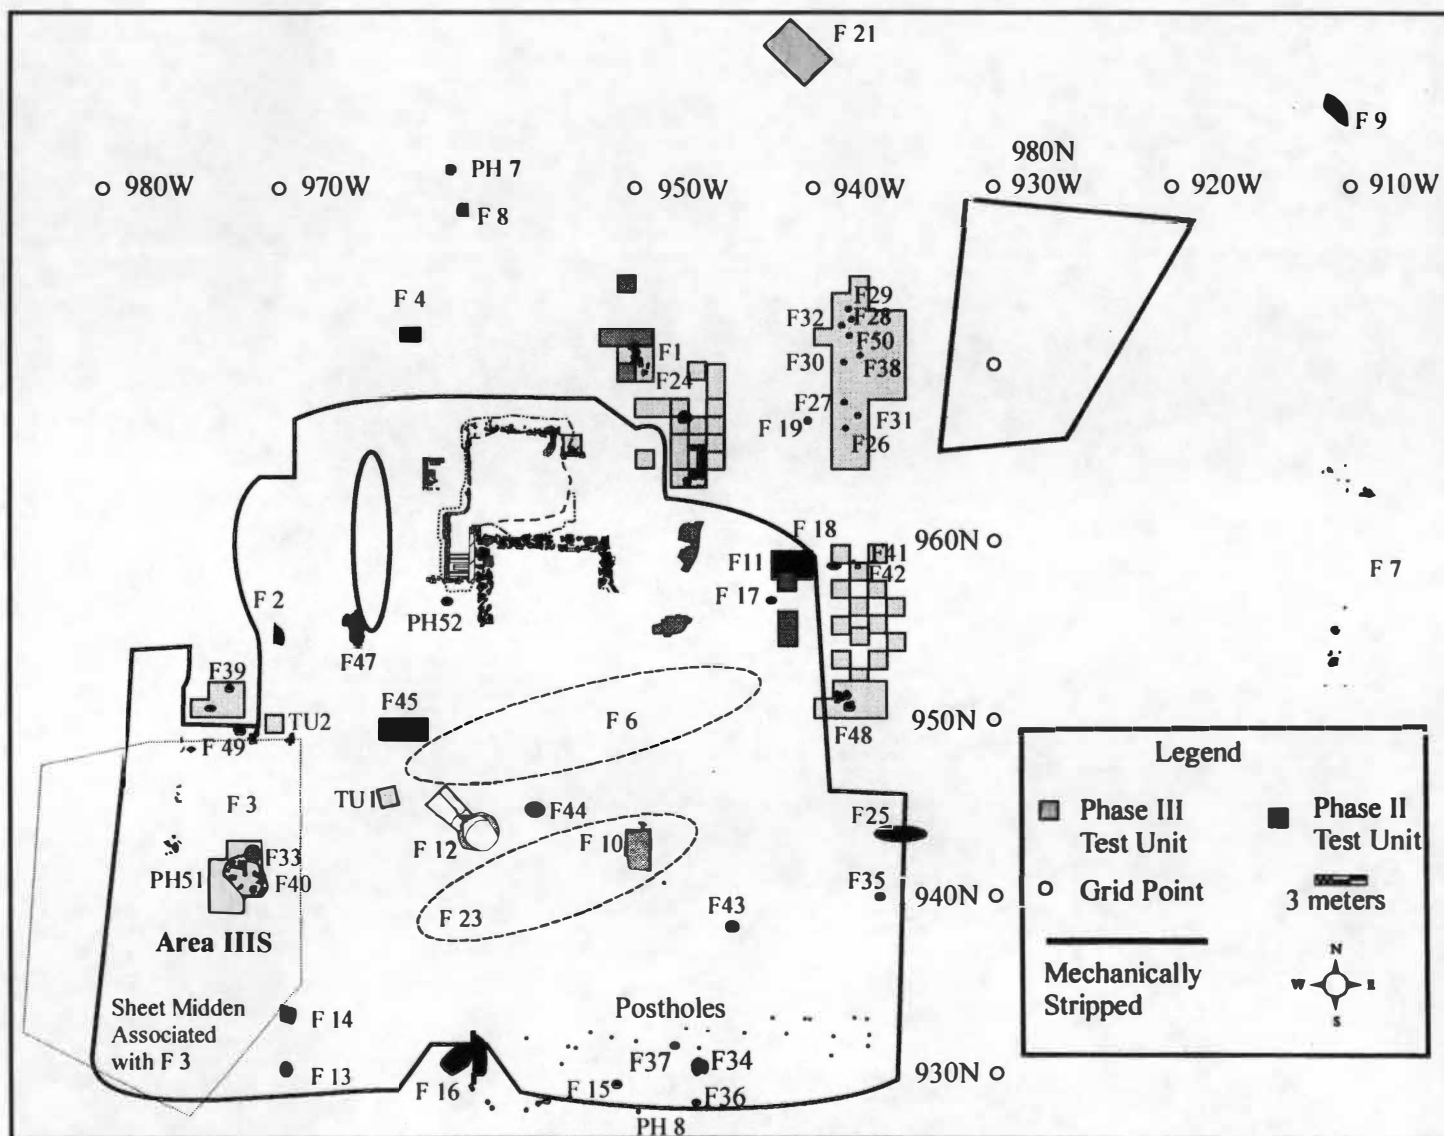 F 21
F 9
980N
980W
970W
PH 7
950W
940W
930W
920W
910W
F 8
F 4
F29
F32
F28
F50
F1
F30
F38
F24
F27
F 19
F31
F26
F 18
960N
F11
F41
F42
F 7
F 17
F 2
PH52
F47
F39
F45
F 6
TU2
F 49
950N
F48
Legend
F 3
TU1
F44
F25
Phase III
Test Unit
Phase II
Test Unit
F 12
F 10
F33
PH51
F40
F35
940N
Grid Point
3 meters
F 23
F43
Area IIIS
N
Mechanically
Stripped
W
E
S
Sheet Midden
Associated
with F 3
F 14
Postholes
F 13
F 16
F37
F34
930N
F 15
F36
PH 8